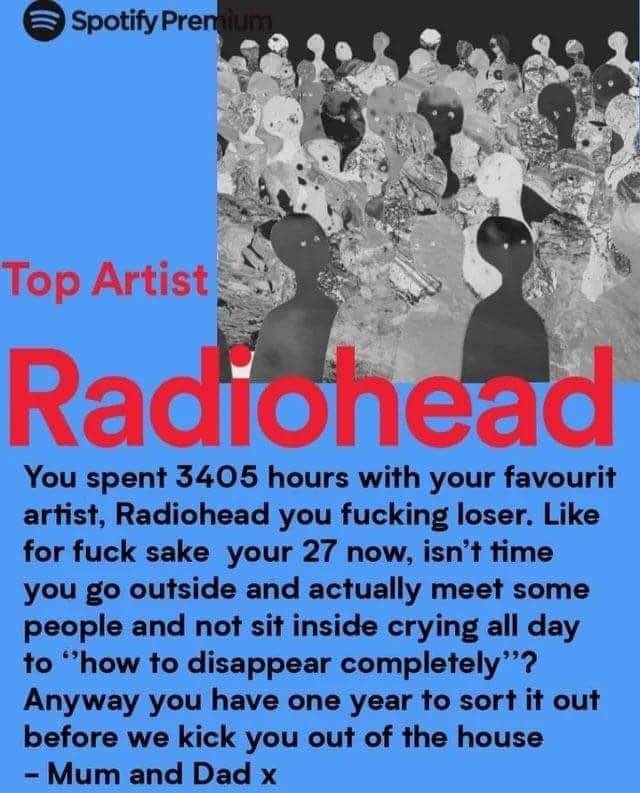 Spotify Premium
Top Artist
Radiohead
You spent 3405 hours with your favourit
artist, Radiohead you fucking loser. Like
for fuck sake  your 27 now, isn't time
you go outside and actually meet some
people and not sit inside crying all day
to ‘’how to disappear completely’’?
Anyway you have one year to sort it out
before we kick you out of the house
– Mum and Dad x